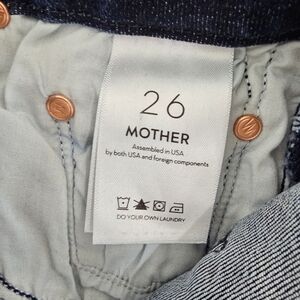 26
MOTHER
Assembled in USA
by both USA and foreign components
DO YOUR OWN LAUNDRY